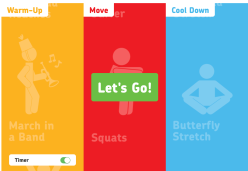 Warm-Up
Move
Cool Down
Let's Go!
March in
a Band
Squats
Butterfly
Stretch
Timer